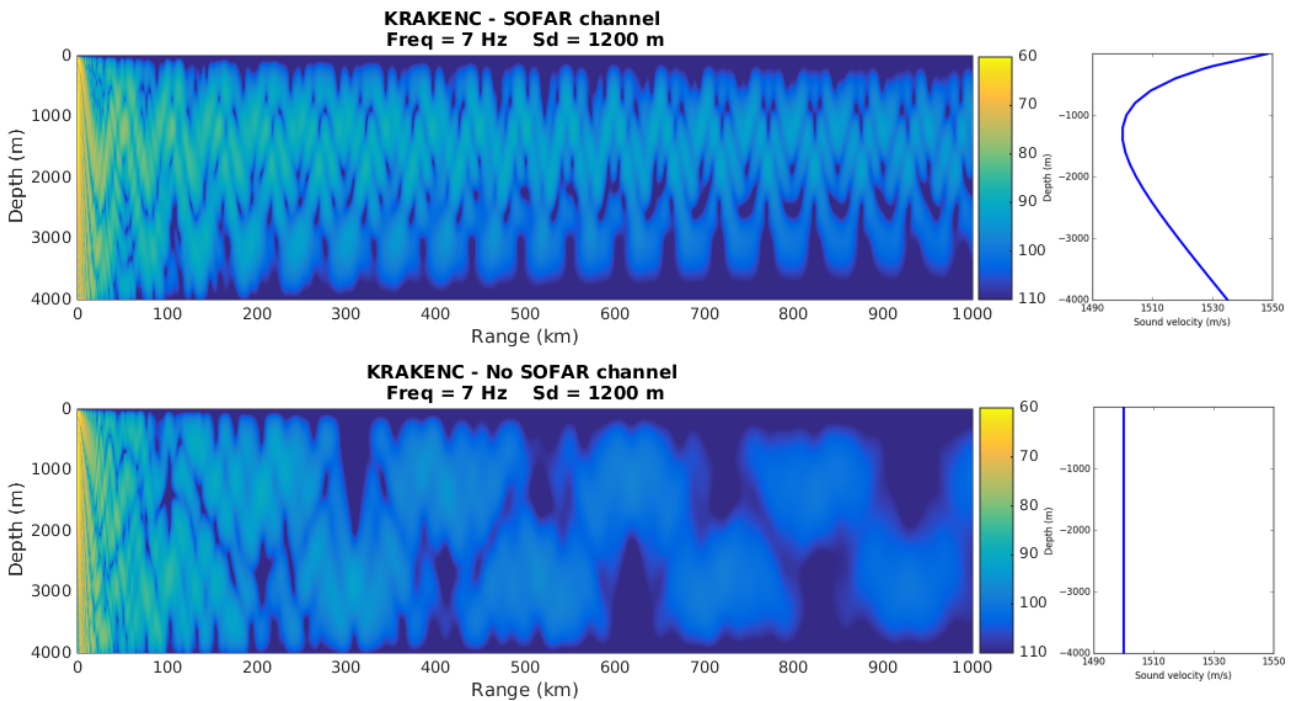 KRAKENC - SOFAR channel
Freq = 7 Hz    Sd = 1200 m
0
1000
2000
3000
4000
Depth (m)
0 100 200 300 400 500 600 700 800 900 1000
Range (km)
60
70
80
90
100
110
Depth (m)
−1000
−2000
−3000
−4000
1490 1510 1530 1550
Sound velocity (m/s)
KRAKENC - No SOFAR channel
Freq = 7 Hz    Sd = 1200 m
0
1000
2000
3000
4000
Depth (m)
0 100 200 300 400 500 600 700 800 900 1000
Range (km)
60
70
80
90
100
110
Depth (m)
−1000
−2000
−3000
−4000
1490 1510 1530 1550
Sound velocity (m/s)